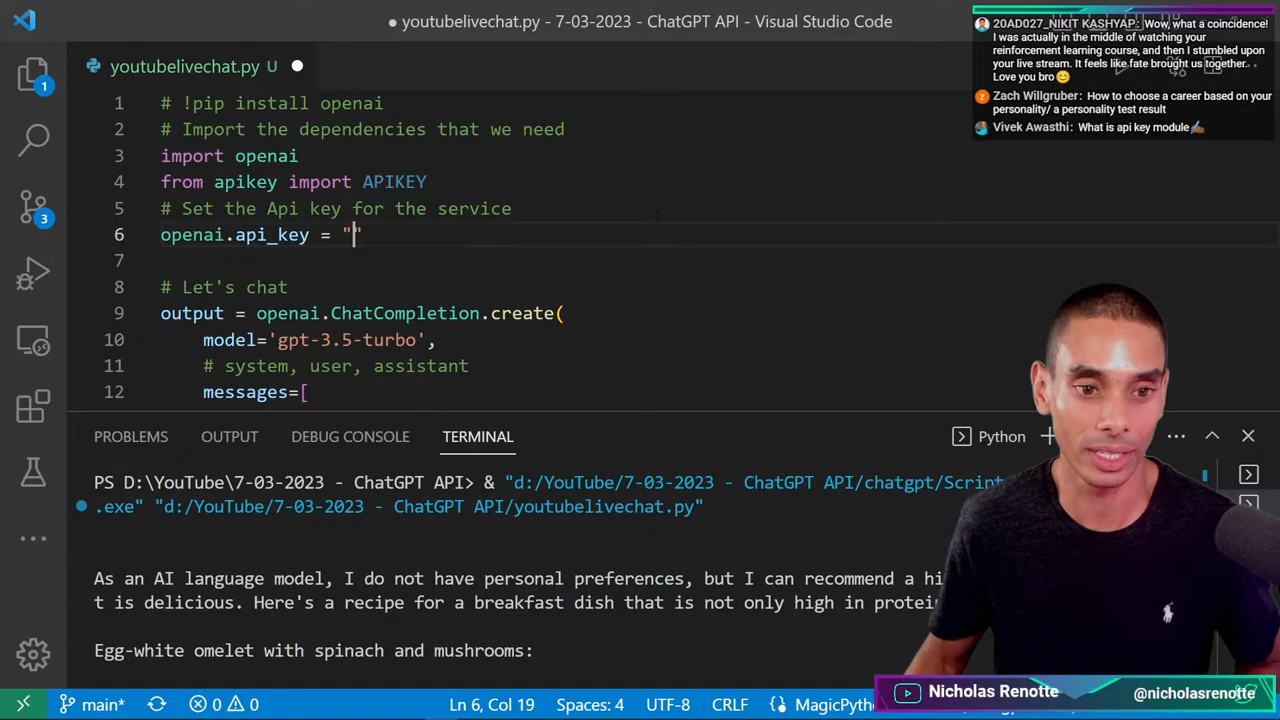 youtubelivechat.py - 7-03-2023 - ChatGPT API - Visual Studio Code
20AD027_NIKIT KASHYAP: Wow, what a coincidence!
I was actually in the middle of watching your
reinforcement learning course, and then I stumbled upon
your live stream. It feels like fate brought us together.
Love you bro😊
Zach Willgruber: How to choose a career based on your
personality/ a personality test result
Vivek Awasthi: What is api key module✍🏾
youtubelivechat.py U
1 # !pip install openai
2 # Import the dependencies that we need
3 import openai
4 from apikey import APIKEY
5 # Set the Api key for the service
6 openai.api_key = ""
7
8 # Let's chat
9 output = openai.ChatCompletion.create(
10 model='gpt-3.5-turbo',
11 # system, user, assistant
12 messages=[
1
3
PROBLEMS OUTPUT DEBUG CONSOLE TERMINAL Python
PS D:\YouTube\7-03-2023 - ChatGPT API> & "d:/YouTube/7-03-2023 - ChatGPT API/chatgpt/Script
.exe" "d:/YouTube/7-03-2023 - ChatGPT API/youtubelivechat.py"
As an AI language model, I do not have personal preferences, but I can recommend a hi
t is delicious. Here's a recipe for a breakfast dish that is not only high in protei
Egg-white omelet with spinach and mushrooms:
Nicholas Renotte @nicholasrenotte
main* 0 0 Ln 6, Col 19 Spaces: 4 UTF-8 CRLF MagicPyth